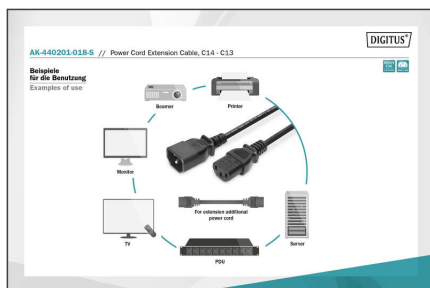 DIGITUS®
AK-440201-018-S // Power Cord Extension Cable, C14 - C13
Beispiele
für die Benutzung
Examples of use
Beamer
Printer
Monitor
For extension additional
power cord
TV
Server
PDU